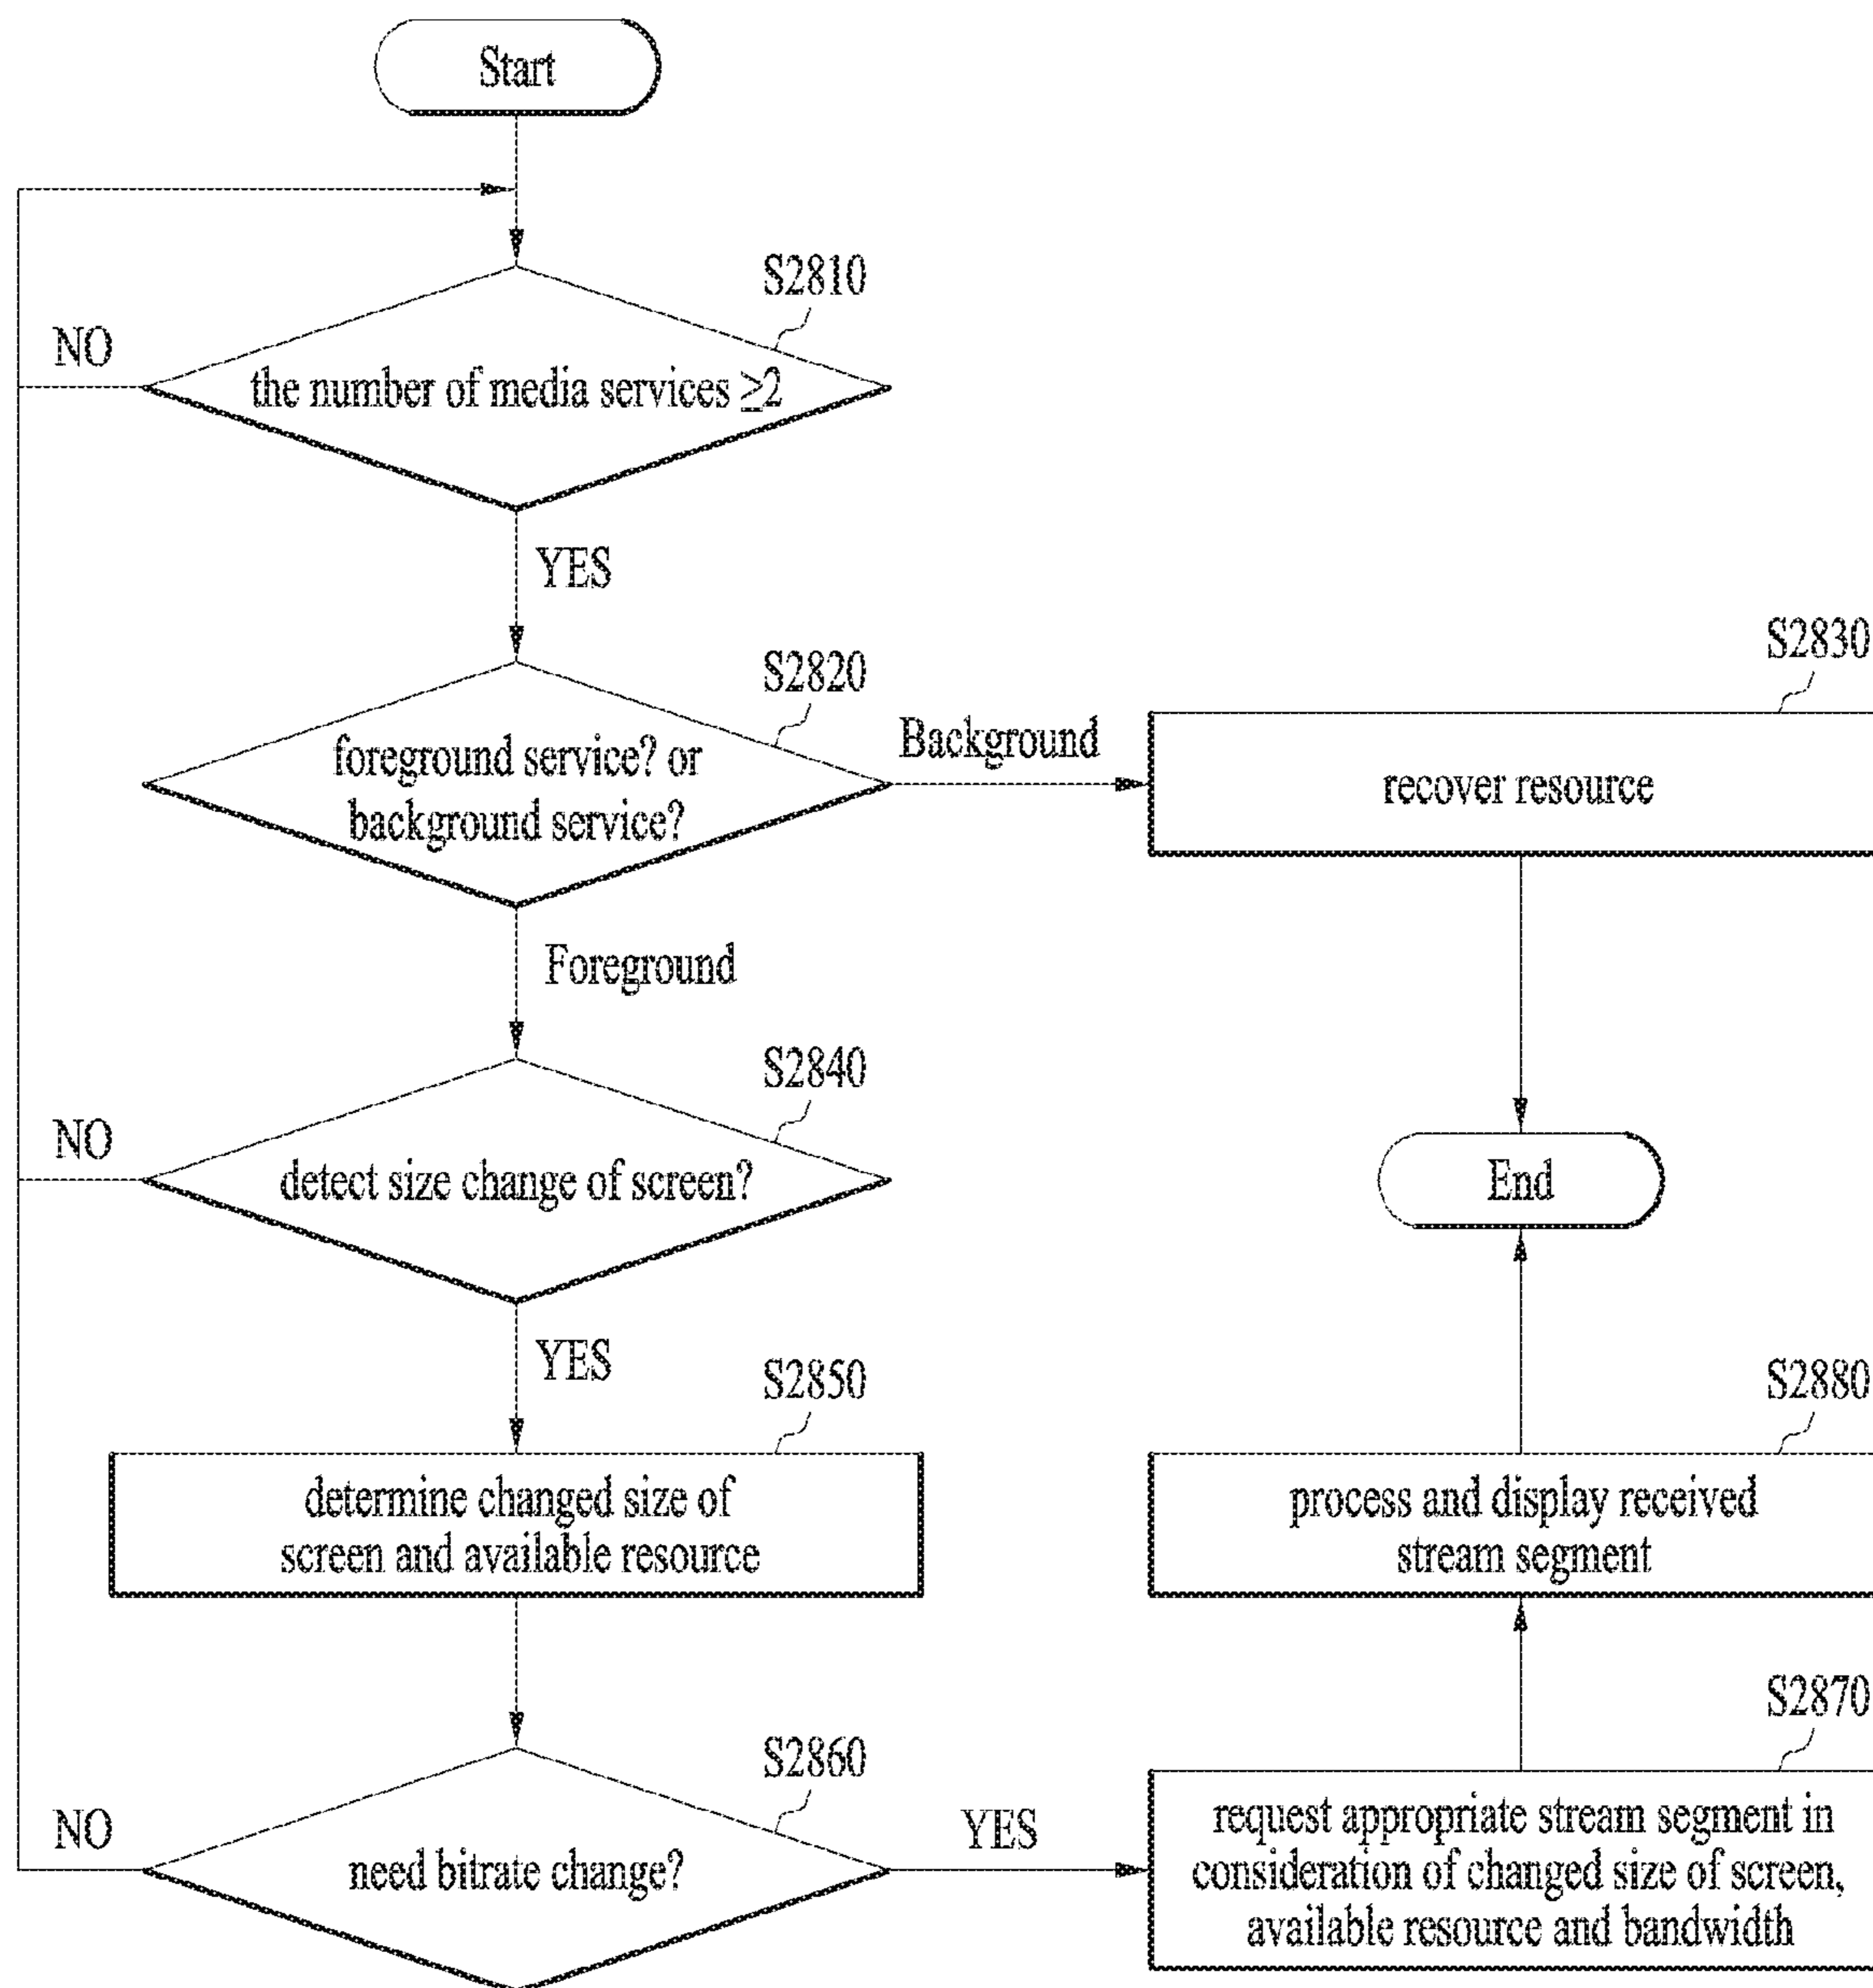 Start
S2810
NO
the number of media services ≥2
YES
S2820
foreground service? or
background service?
Background
S2830
recover resource
Foreground
S2840
NO
detect size change of screen?
End
YES
S2850
determine changed size of
screen and available resource
S2880
process and display received
stream segment
S2860
NO
need bitrate change?
YES
S2870
request appropriate stream segment in
consideration of changed size of screen,
available resource and bandwidth